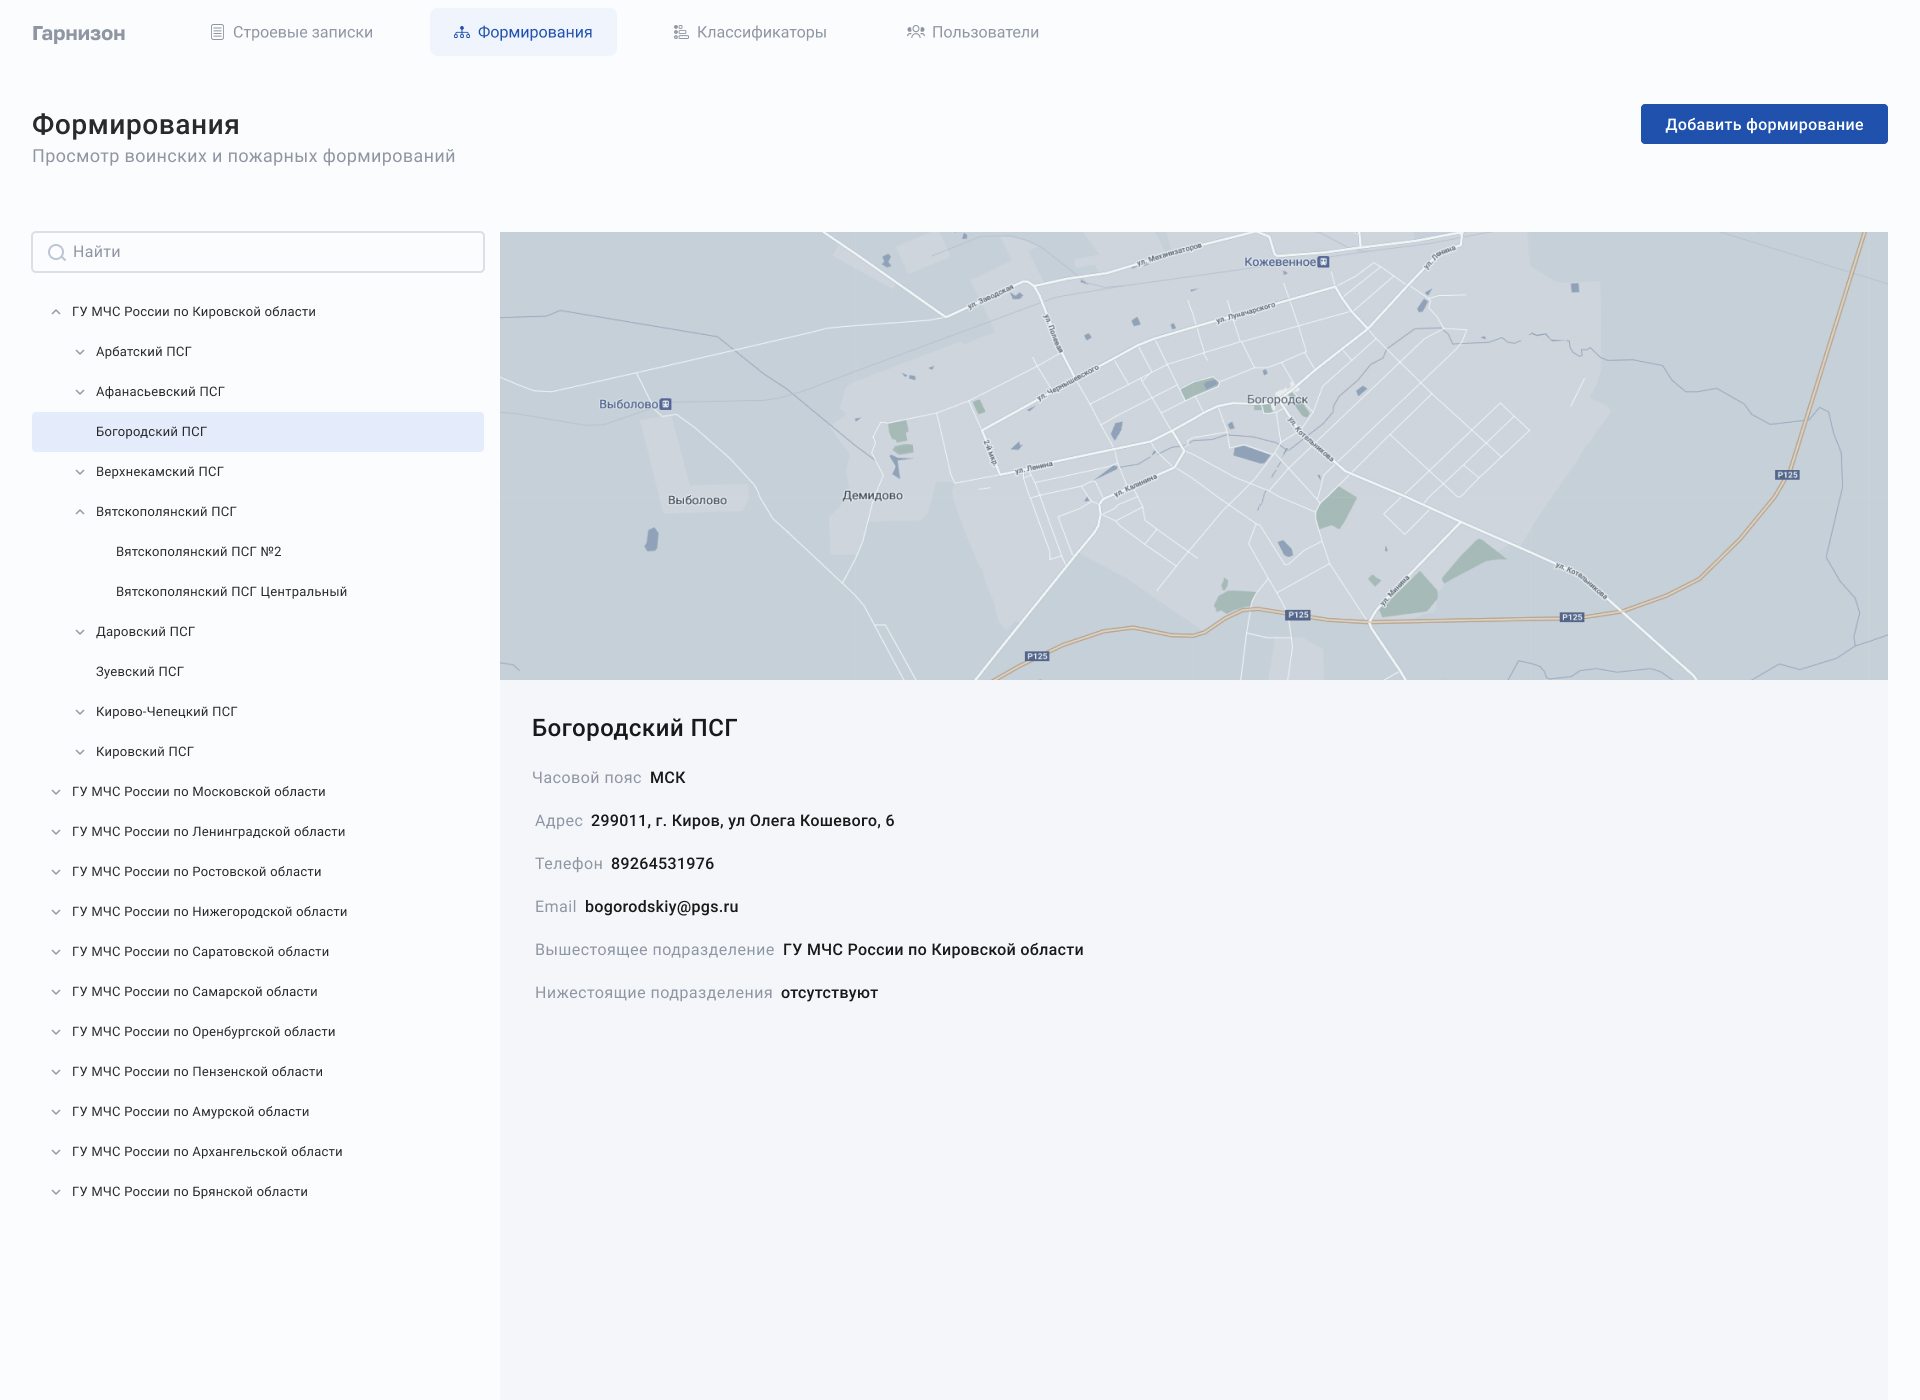 Гарнизон
Строевые записки
Формирования
Классификаторы
Пользователи
Формирования
Просмотр воинских и пожарных формирований
Добавить формирование
Найти
ГУ МЧС России по Кировской области
Арбатский ПСГ
Афанасьевский ПСГ
Богородский ПСГ
Верхнекамский ПСГ
Вятскополянский ПСГ
Вятскополянский ПСГ №2
Вятскополянский ПСГ Центральный
Даровский ПСГ
Зуевский ПСГ
Кирово-Чепецкий ПСГ
Кировский ПСГ
ГУ МЧС России по Московской области
ГУ МЧС России по Ленинградской области
ГУ МЧС России по Ростовской области
ГУ МЧС России по Нижегородской области
ГУ МЧС России по Саратовской области
ГУ МЧС России по Самарской области
ГУ МЧС России по Оренбургской области
ГУ МЧС России по Пензенской области
ГУ МЧС России по Амурской области
ГУ МЧС России по Архангельской области
ГУ МЧС России по Брянской области
ул. Механизаторов
Кожевенное
ул. Ленина
ул. Заводская
ул. Полевая
ул. Луначарского
ул. Чернышевского
Выболово
Богородск
ул. Котельникова
2-й мкр.
ул. Ленина
ул. Калинина
Р125
Выболово
Демидово
ул. Котельникова
ул. Минина
Р125
Р125
Р125
Богородский ПСГ
Часовой пояс МСК
Адрес 299011, г. Киров, ул Олега Кошевого, 6
Телефон 89264531976
Email bogorodskiy@pgs.ru
Вышестоящее подразделение ГУ МЧС России по Кировской области
Нижестоящие подразделения отсутствуют